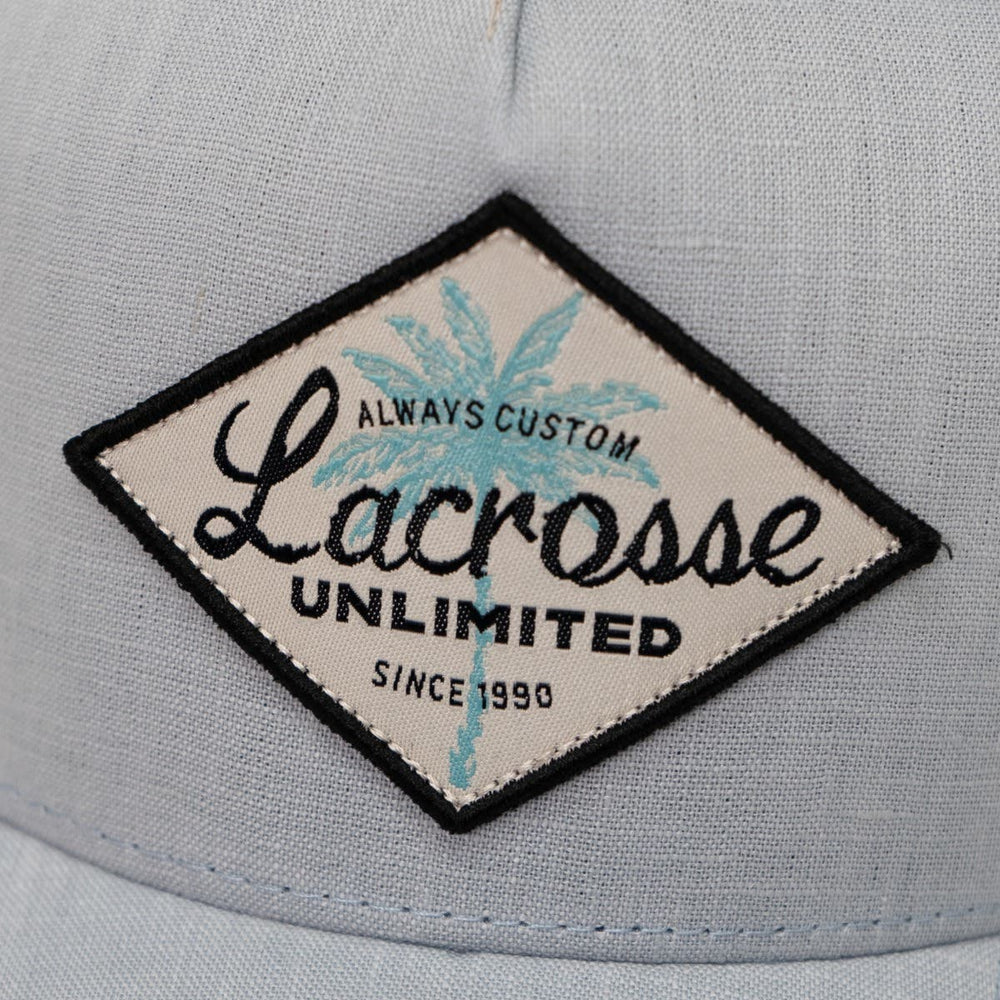 ALWAYS CUSTOM
Lacrosse
UNLIMITED
SINCE 1990